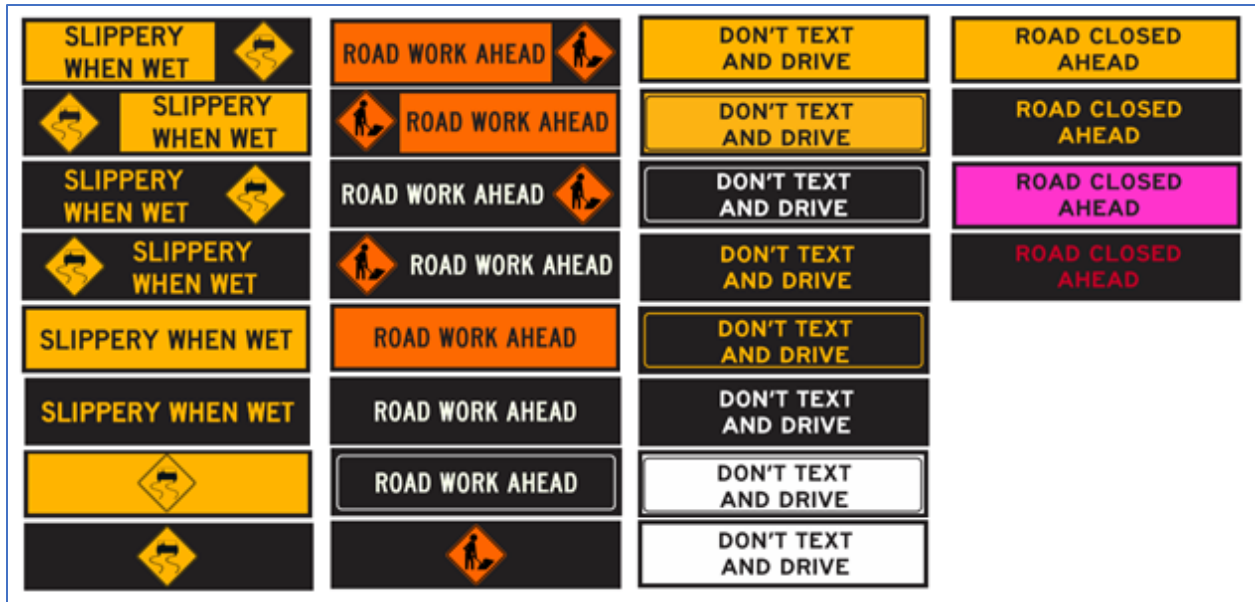 SLIPPERY
WHEN WET
SLIPPERY
WHEN WET
SLIPPERY
WHEN WET
SLIPPERY
WHEN WET
SLIPPERY WHEN WET
SLIPPERY WHEN WET
ROAD WORK AHEAD
ROAD WORK AHEAD
ROAD WORK AHEAD
ROAD WORK AHEAD
ROAD WORK AHEAD
ROAD WORK AHEAD
ROAD WORK AHEAD
DON'T TEXT
AND DRIVE
DON'T TEXT
AND DRIVE
DON'T TEXT
AND DRIVE
DON'T TEXT
AND DRIVE
DON'T TEXT
AND DRIVE
DON'T TEXT
AND DRIVE
DON'T TEXT
AND DRIVE
DON'T TEXT
AND DRIVE
ROAD CLOSED
AHEAD
ROAD CLOSED
AHEAD
ROAD CLOSED
AHEAD
ROAD CLOSED
AHEAD